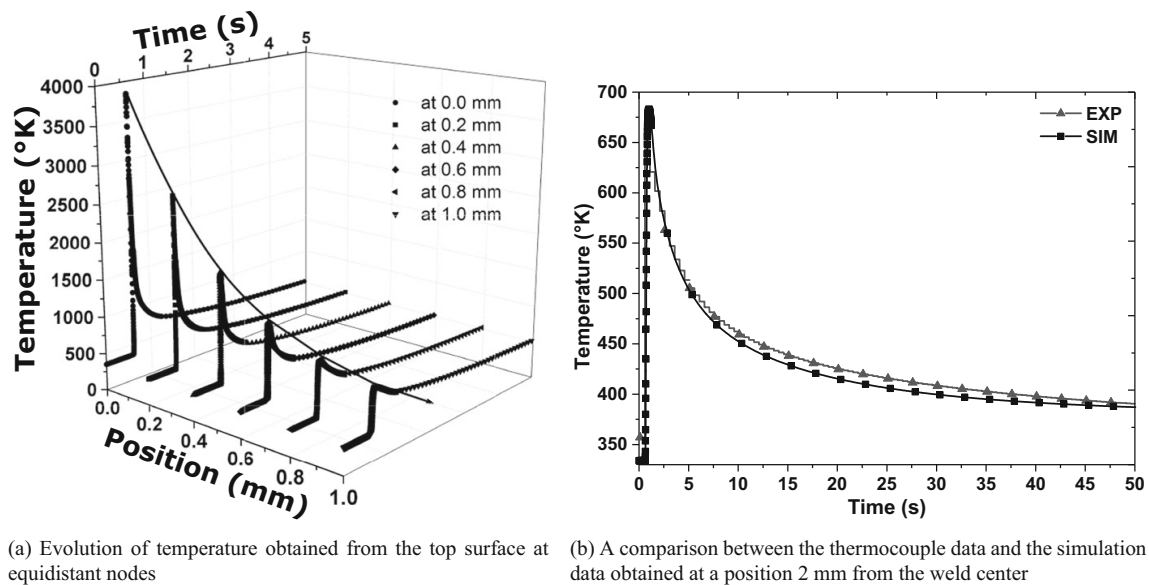 Time (s)
0 1 2 3 4 5
4000
3500
3000
2500
2000
1500
1000
500
0
Temperature (°K)
at 0.0 mm
at 0.2 mm
at 0.4 mm
at 0.6 mm
at 0.8 mm
at 1.0 mm
0.0 0.2 0.4 0.6 0.8 1.0
Position (mm)
700
650
600
550
500
450
400
350
Temperature (°K)
EXP
SIM
0 5 10 15 20 25 30 35 40 45 50
Time (s)
(a) Evolution of temperature obtained from the top surface at
equidistant nodes
(b) A comparison between the thermocouple data and the simulation
data obtained at a position 2 mm from the weld center